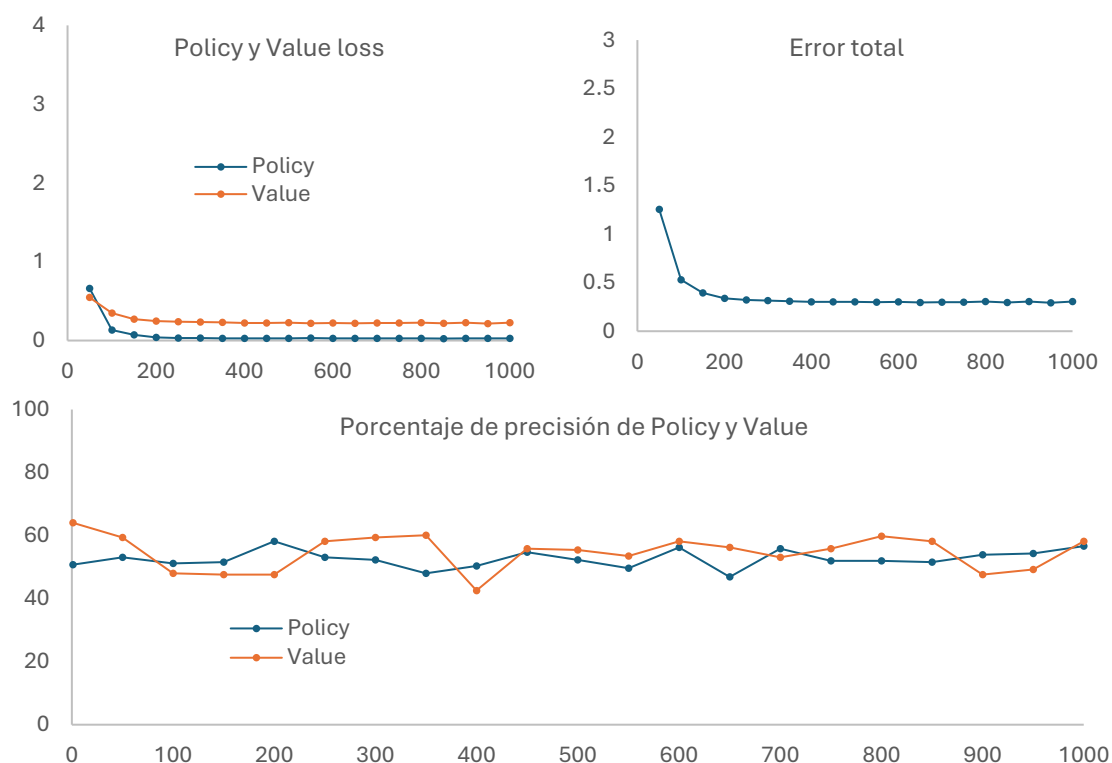 Policy y Value loss
4
3
2
1
0
Policy
Value
0 200 400 600 800 1000
Error total
3
2.5
2
1.5
1
0.5
0
0 200 400 600 800 1000
Porcentaje de precisión de Policy y Value
100
80
60
40
20
0
Policy
Value
0 100 200 300 400 500 600 700 800 900 1000